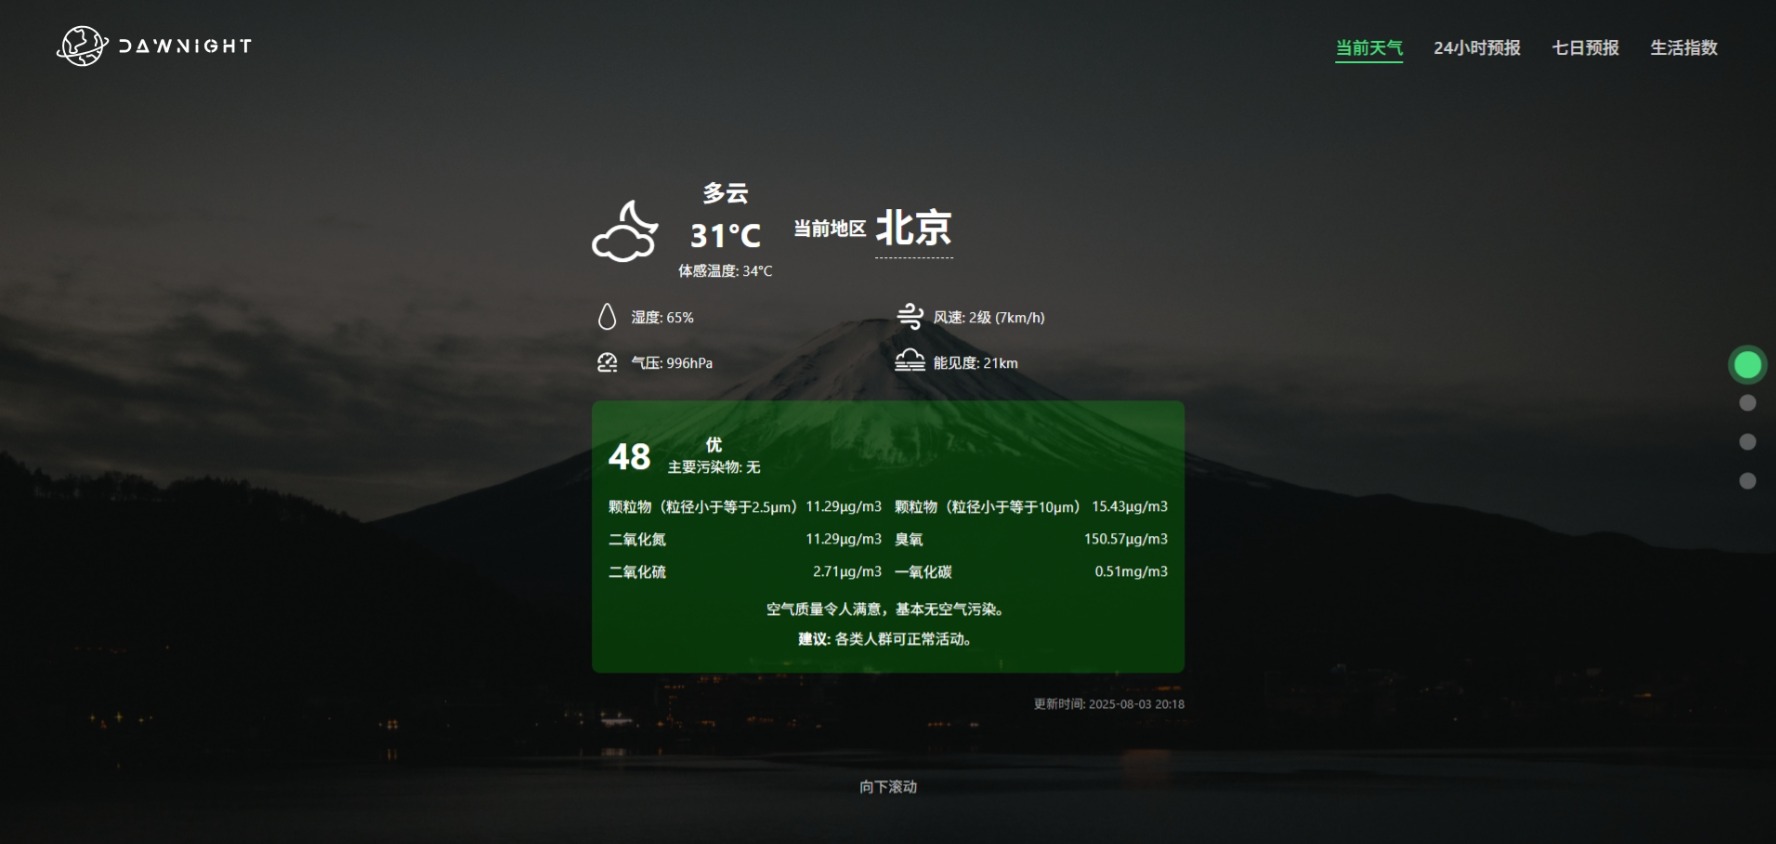 DAWNIGHT
当前天气 24小时预报 七日预报 生活指数
多云
31°C
体感温度: 34°C
当前地区 北京
湿度: 65% 风速: 2级 (7km/h)
气压: 996hPa 能见度: 21km
48
优
主要污染物: 无
颗粒物（粒径小于等于2.5μm） 11.29μg/m3 颗粒物（粒径小于等于10μm） 15.43μg/m3
二氧化氮 11.29μg/m3 臭氧 150.57μg/m3
二氧化硫 2.71μg/m3 一氧化碳 0.51mg/m3
空气质量令人满意，基本无空气污染。
建议: 各类人群可正常活动。
更新时间: 2025-08-03 20:18
向下滚动